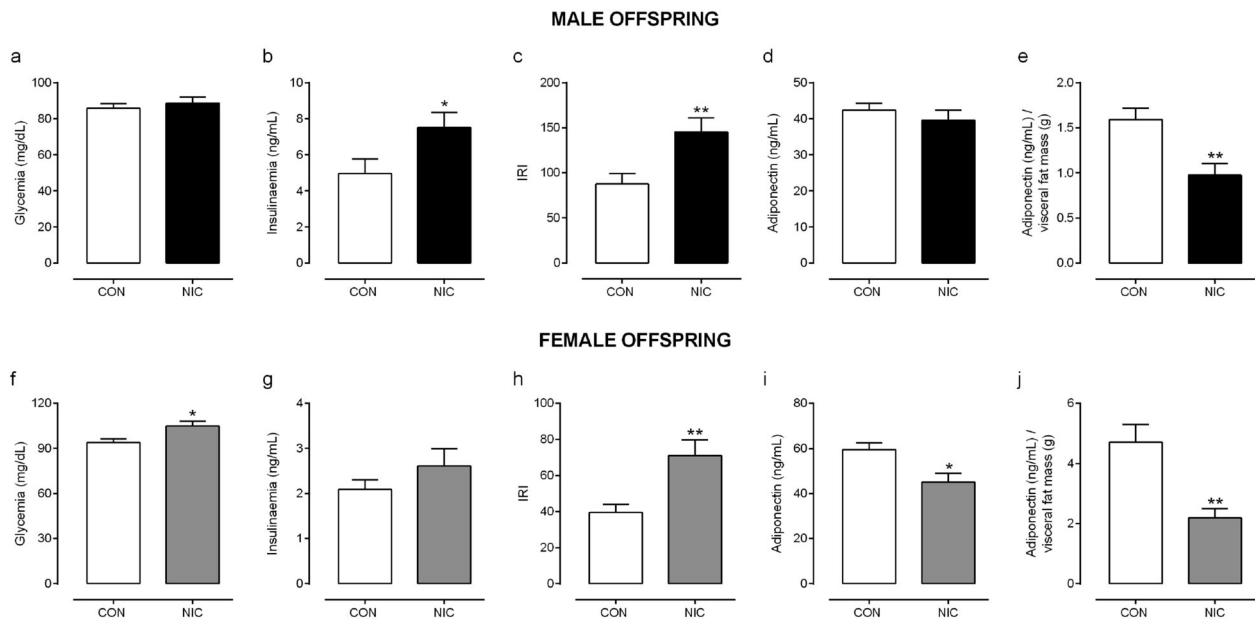 MALE OFFSPRING
a
Glycemia (mg/dL)
100
80
60
40
20
0
CON NIC
b
Insulinaemia (ng/mL)
9
6
4
2
0
*
CON NIC
c
IRI
200
150
100
50
0
**
CON NIC
d
Adiponectin (ng/mL)
50
40
30
20
10
0
CON NIC
e
Adiponectin (ng/mL) /
visceral fat mass (g)
2.0
1.5
1.0
0.5
0.0
**
CON NIC
FEMALE OFFSPRING
f
Glycemia (mg/dL)
120
90
60
30
0
*
CON NIC
g
Insulinaemia (ng/mL)
4
3
2
1
0
CON NIC
h
IRI
100
80
60
40
20
0
**
CON NIC
i
Adiponectin (ng/mL)
80
60
40
20
0
*
CON NIC
j
Adiponectin (ng/mL) /
visceral fat mass (g)
6
4
2
0
**
CON NIC